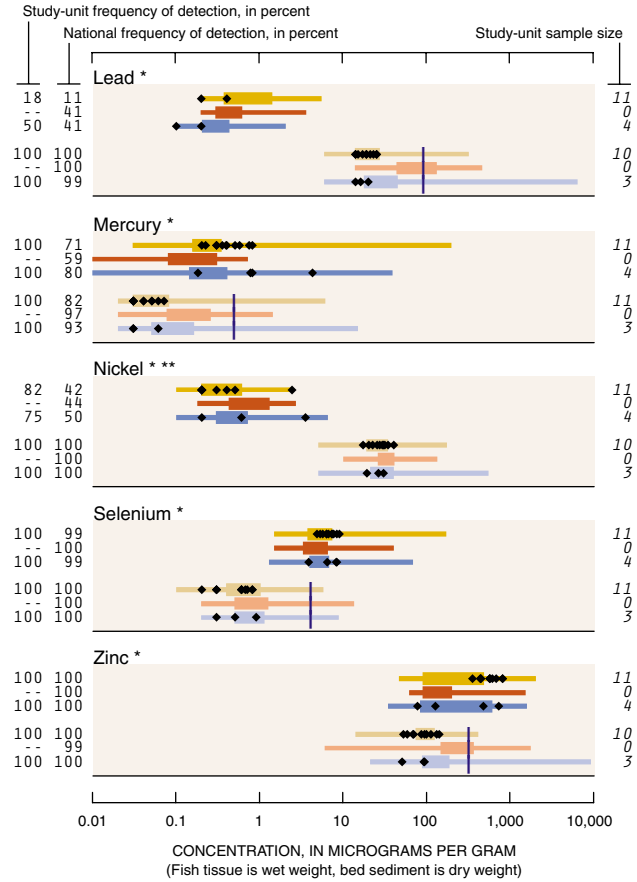 Study-unit frequency of detection, in percent
National frequency of detection, in percent
Study-unit sample size
Lead *
18 11 11
-- 41 0
50 41 4
100 100 10
-- 100 0
100 99 3
Mercury *
100 71 11
-- 59 0
100 80 4
100 82 11
-- 97 0
100 93 3
Nickel * **
82 42 11
-- 44 0
75 50 4
100 100 10
-- 100 0
100 100 3
Selenium *
100 99 11
-- 100 0
100 99 4
100 100 11
-- 100 0
100 100 3
Zinc *
100 100 11
-- 100 0
100 100 4
100 100 10
-- 99 0
100 100 3
0.01 0.1 1 10 100 1,000 10,000
CONCENTRATION, IN MICROGRAMS PER GRAM
(Fish tissue is wet weight, bed sediment is dry weight)